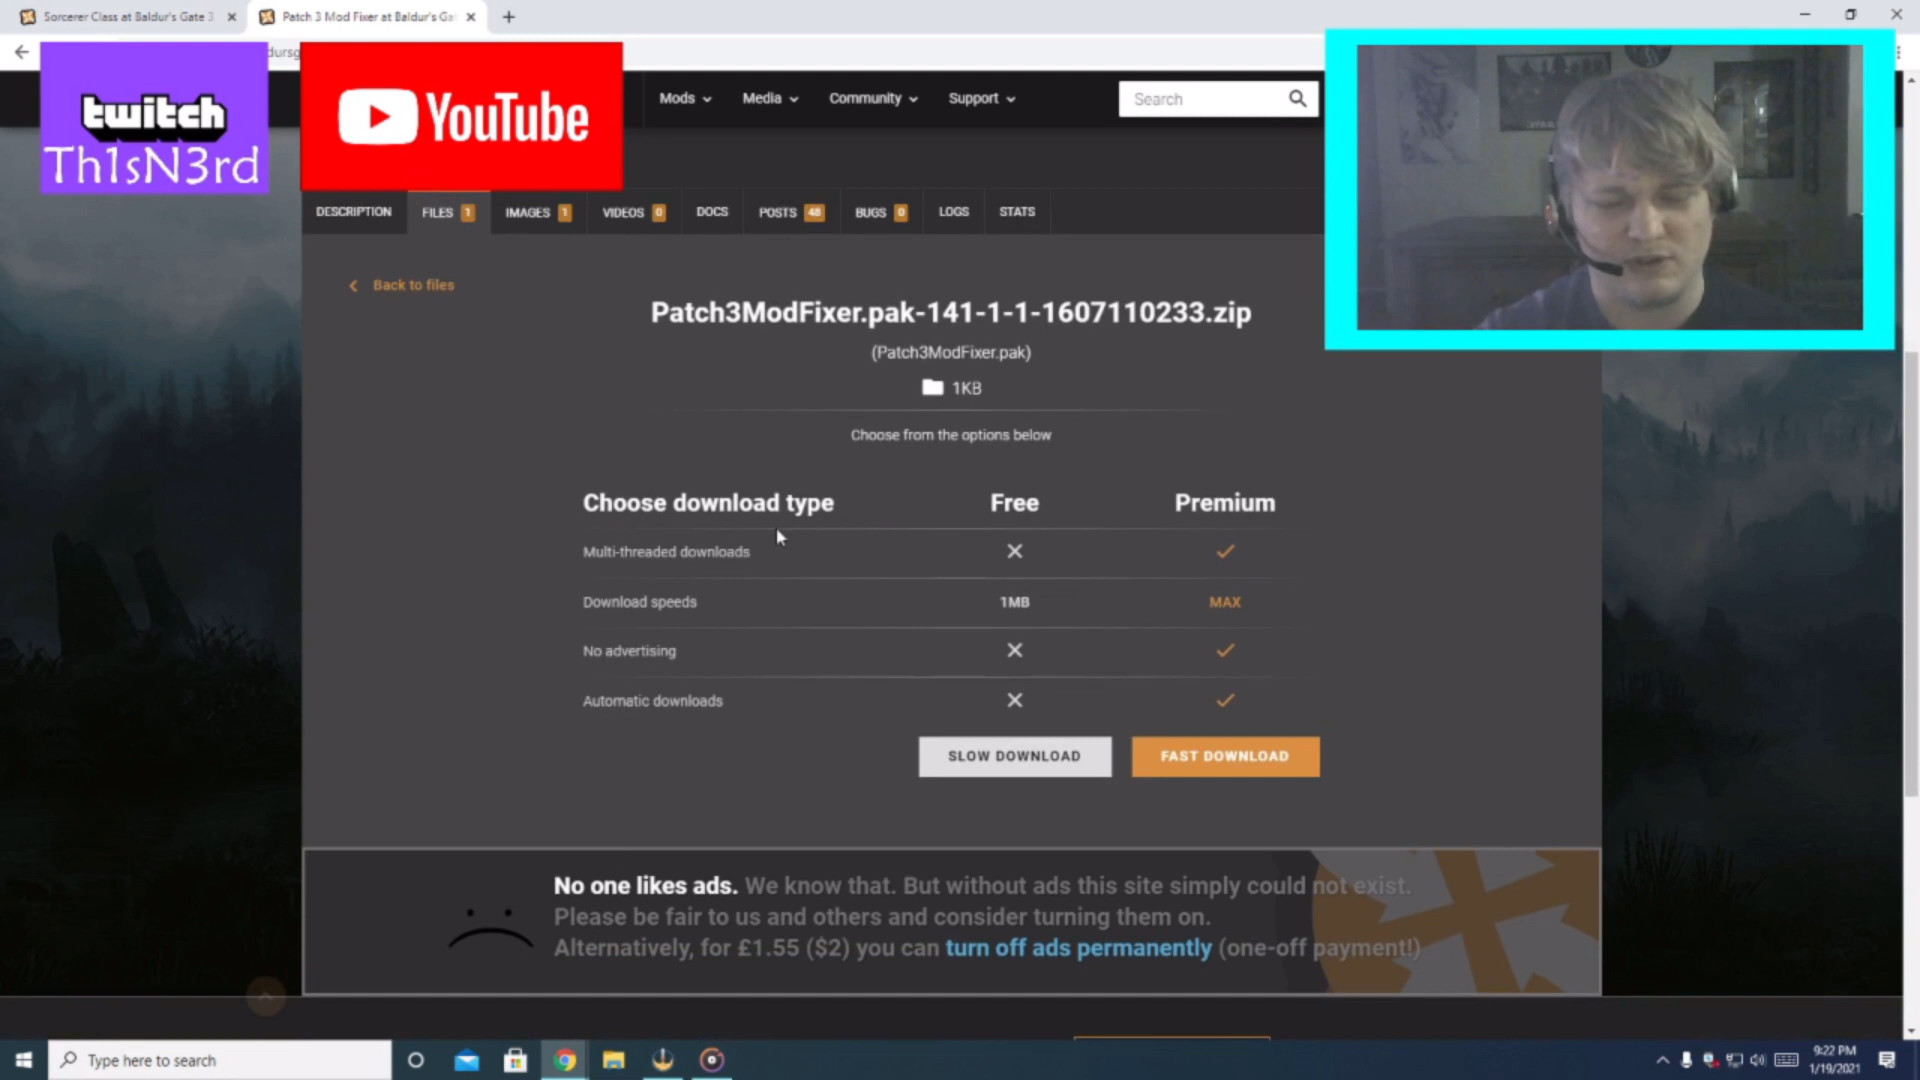 Sorcerer Class at Baldur's Gate 3
Patch 3 Mod Fixer at Baldur's Ga
dursg
twitch
Th1sN3rd
YouTube
Mods
Media
Community
Support
Search
DESCRIPTION
FILES 1
IMAGES 1
VIDEOS 0
DOCS
POSTS 48
BUGS 0
LOGS
STATS
Back to files
Patch3ModFixer.pak-141-1-1-1607110233.zip
(Patch3ModFixer.pak)
1KB
Choose from the options below
Choose download type Free Premium
Multi-threaded downloads
Download speeds 1MB MAX
No advertising
Automatic downloads
SLOW DOWNLOAD FAST DOWNLOAD
No one likes ads. We know that. But without ads this site simply could not exist.
Please be fair to us and others and consider turning them on.
Alternatively, for £1.55 ($2) you can turn off ads permanently (one-off payment!)
Type here to search
9:22 PM
1/19/2021